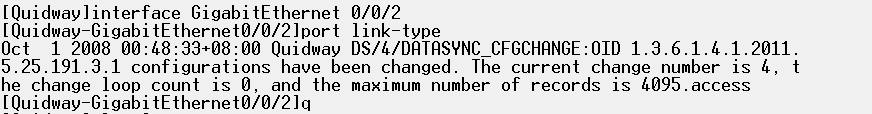 [Quidway]interface GigabitEthernet 0/0/2
[Quidway-GigabitEthernet0/0/2]port link-type
Oct  1 2008 00:48:33+08:00 Quidway DS/4/DATASYNC_CFGCHANGE:OID 1.3.6.1.4.1.2011.
5.25.191.3.1 configurations have been changed. The current change number is 4, t
he change loop count is 0, and the maximum number of records is 4095.access
[Quidway-GigabitEthernet0/0/2]q